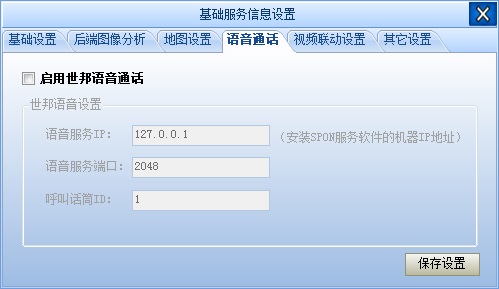 基础服务信息设置
基础设置 后端图像分析 地图设置 语音通话 视频联动设置 其它设置
启用世邦语音通话
世邦语音设置
语音服务IP: 127.0.0.1 (安装SPON服务软件的机器IP地址)
语音服务端口: 2048
呼叫话筒ID: 1
保存设置